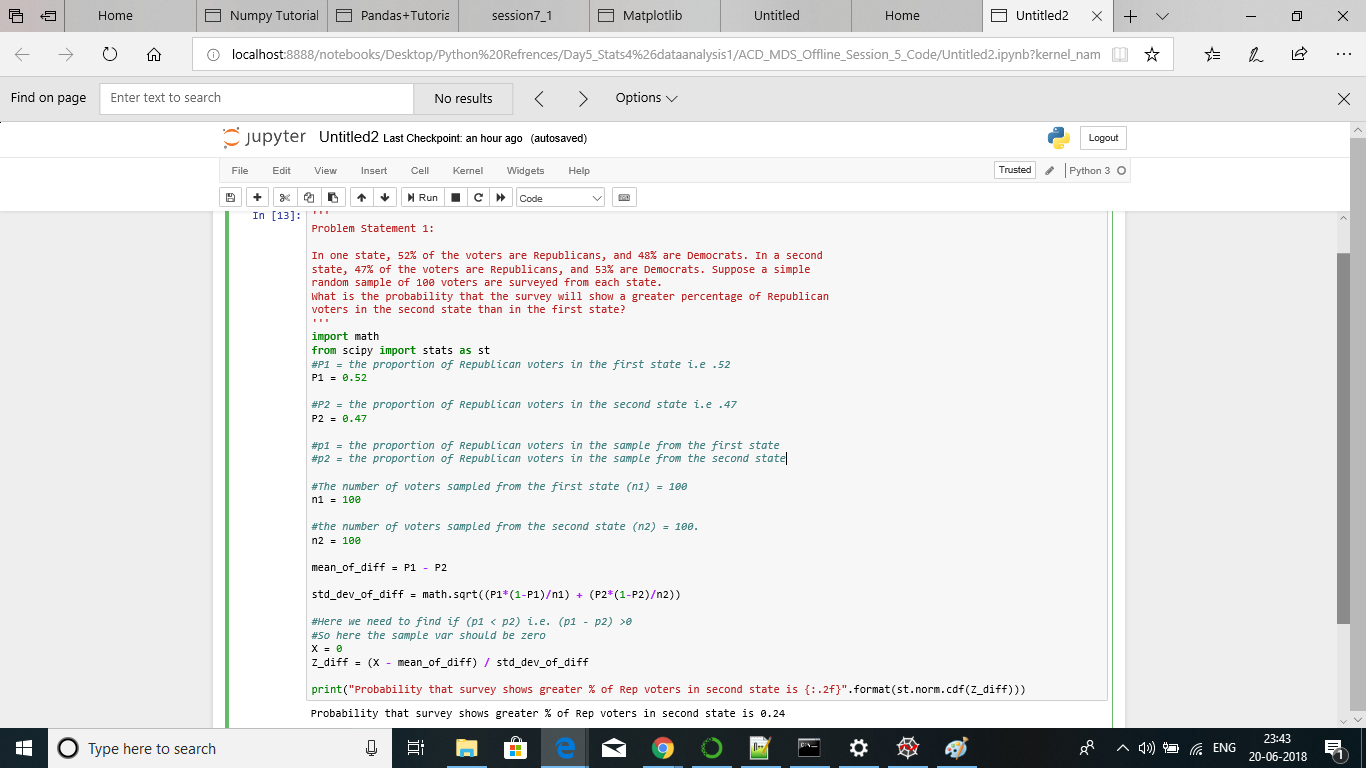 Home
Numpy Tutorial
Pandas+Tutoria
session7_1
Matplotlib
Untitled
Home
Untitled2
localhost:8888/notebooks/Desktop/Python%20Refrences/Day5_Stats4%26dataanalysis1/ACD_MDS_Offline_Session_5_Code/Untitled2.ipynb?kernel_nam
Find on page
Enter text to search
No results
Options
jupyter Untitled2 Last Checkpoint: an hour ago (autosaved)
Logout
File Edit View Insert Cell Kernel Widgets Help
Trusted
Python 3
Run
Code
In [13]: '''
Problem Statement 1:
In one state, 52% of the voters are Republicans, and 48% are Democrats. In a second
state, 47% of the voters are Republicans, and 53% are Democrats. Suppose a simple
random sample of 100 voters are surveyed from each state.
What is the probability that the survey will show a greater percentage of Republican
voters in the second state than in the first state?
'''
import math
from scipy import stats as st
#P1 = the proportion of Republican voters in the first state i.e .52
P1 = 0.52
#P2 = the proportion of Republican voters in the second state i.e .47
P2 = 0.47
#p1 = the proportion of Republican voters in the sample from the first state
#p2 = the proportion of Republican voters in the sample from the second state
#The number of voters sampled from the first state (n1) = 100
n1 = 100
#the number of voters sampled from the second state (n2) = 100.
n2 = 100
mean_of_diff = P1 - P2
std_dev_of_diff = math.sqrt((P1*(1-P1)/n1) + (P2*(1-P2)/n2))
#Here we need to find if (p1 < p2) i.e. (p1 - p2) >0
#So here the sample var should be zero
X = 0
Z_diff = (X - mean_of_diff) / std_dev_of_diff
print("Probability that survey shows greater % of Rep voters in second state is {:.2f}".format(st.norm.cdf(Z_diff)))
Probability that survey shows greater % of Rep voters in second state is 0.24
Type here to search
ENG
23:43
20-06-2018
1